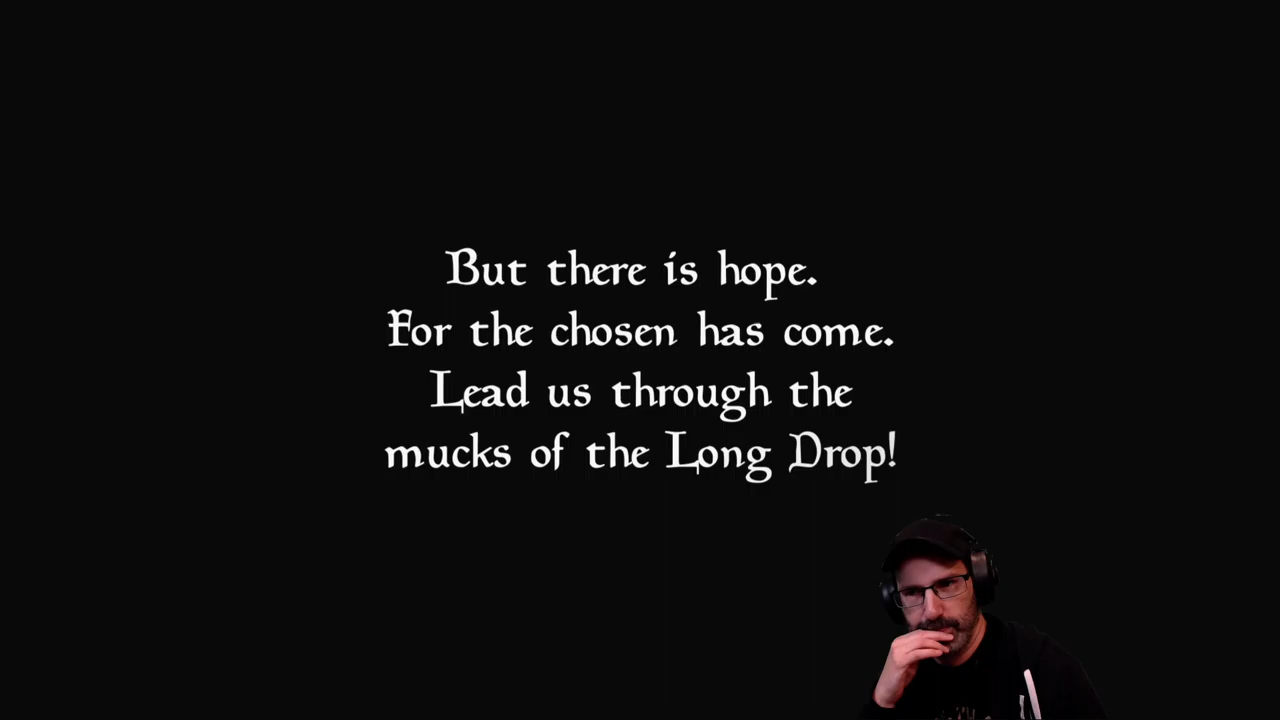 But there is hope.
For the chosen has come.
Lead us through the
mucks of the Long Drop!